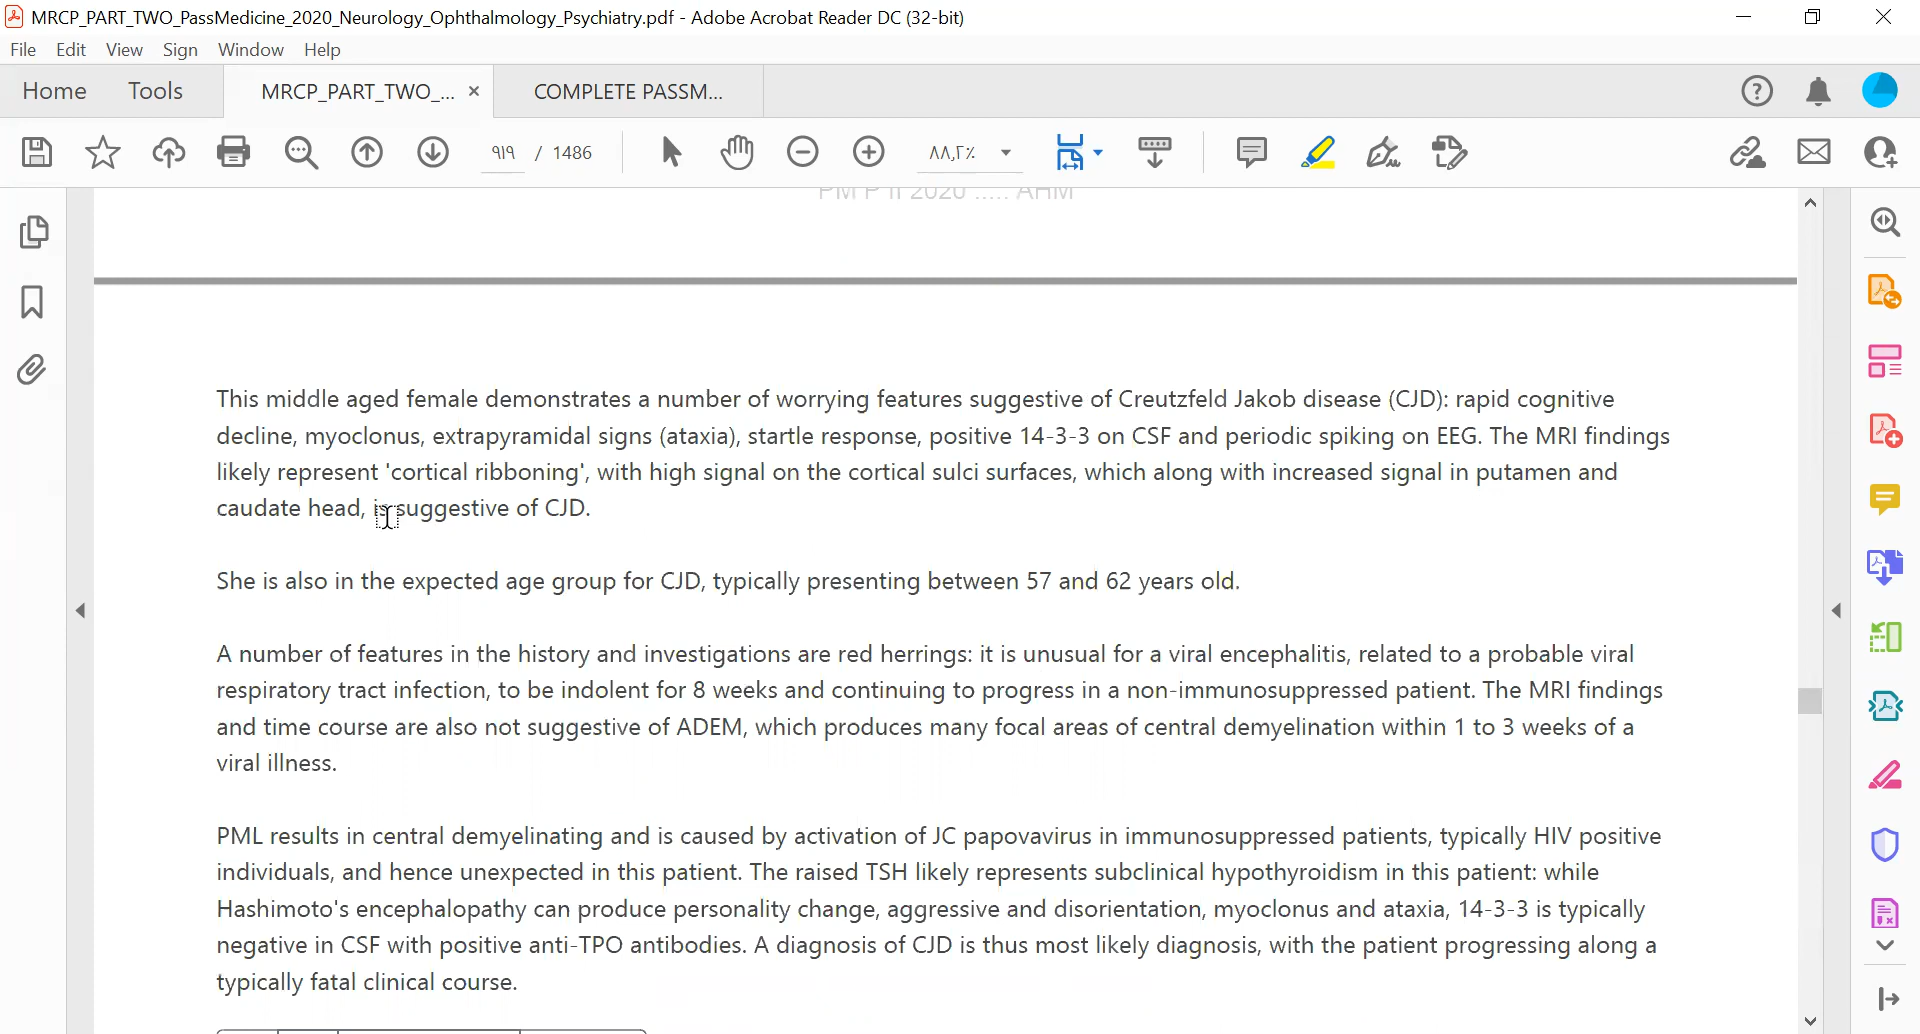 MRCP_PART_TWO_PassMedicine_2020_Neurology_Ophthalmology_Psychiatry.pdf - Adobe Acrobat Reader DC (32-bit)
File Edit View Sign Window Help
Home Tools MRCP_PART_TWO_... × COMPLETE PASSM...
٩١٩ / 1486 ٨٨,٢٪
PM P II 2020 ..... AHM
This middle aged female demonstrates a number of worrying features suggestive of Creutzfeld Jakob disease (CJD): rapid cognitive
decline, myoclonus, extrapyramidal signs (ataxia), startle response, positive 14-3-3 on CSF and periodic spiking on EEG. The MRI findings
likely represent 'cortical ribboning', with high signal on the cortical sulci surfaces, which along with increased signal in putamen and
caudate head, is suggestive of CJD.
She is also in the expected age group for CJD, typically presenting between 57 and 62 years old.
A number of features in the history and investigations are red herrings: it is unusual for a viral encephalitis, related to a probable viral
respiratory tract infection, to be indolent for 8 weeks and continuing to progress in a non-immunosuppressed patient. The MRI findings
and time course are also not suggestive of ADEM, which produces many focal areas of central demyelination within 1 to 3 weeks of a
viral illness.
PML results in central demyelinating and is caused by activation of JC papovavirus in immunosuppressed patients, typically HIV positive
individuals, and hence unexpected in this patient. The raised TSH likely represents subclinical hypothyroidism in this patient: while
Hashimoto's encephalopathy can produce personality change, aggressive and disorientation, myoclonus and ataxia, 14-3-3 is typically
negative in CSF with positive anti-TPO antibodies. A diagnosis of CJD is thus most likely diagnosis, with the patient progressing along a
typically fatal clinical course.